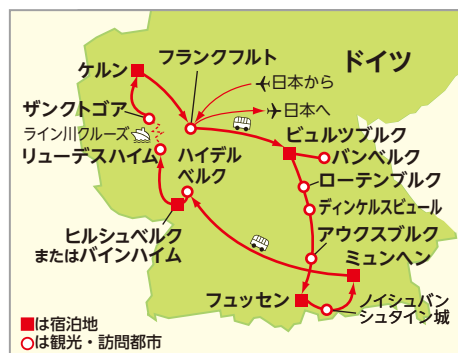 ドイツ
フランクフルト
ケルン
日本から
日本へ
ザンクトゴア
ライン川クルーズ
リューデスハイム
ハイデル
ベルク
ビュルツブルク
バンベルク
ローテンブルク
ディンケルスビュール
アウクスブルク
ミュンヘン
ヒルシュベルク
またはバインハイム
フュッセン
ノイシュバン
シュタイン城
■は宿泊地
○は観光・訪問都市